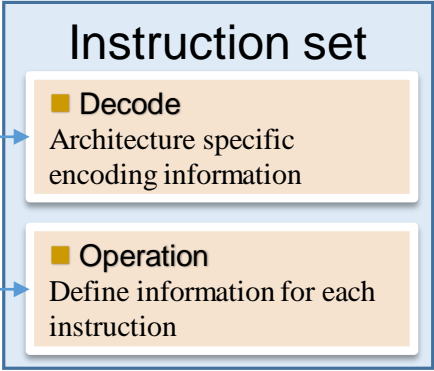 Instruction set
Decode
Architecture specific
encoding information
Operation
Define information for each
instruction